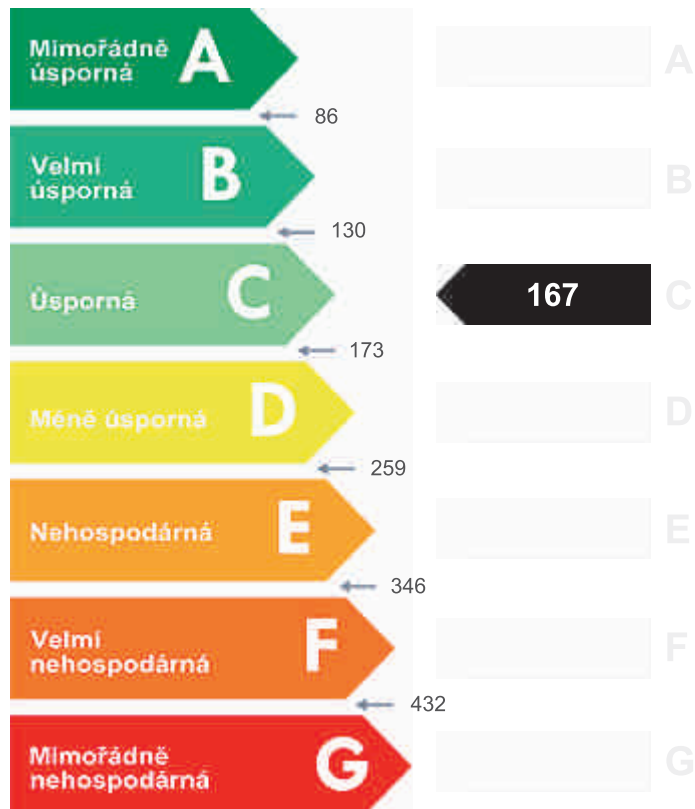 Mimořádně
úsporná
A
A
86
Velmi
úsporná
B
B
130
Úsporná
C
167
C
173
Méně úsporná
D
D
259
Nehospodárná
E
E
346
Velmi
nehospodárná
F
F
432
Mimořádně
nehospodárná
G
G